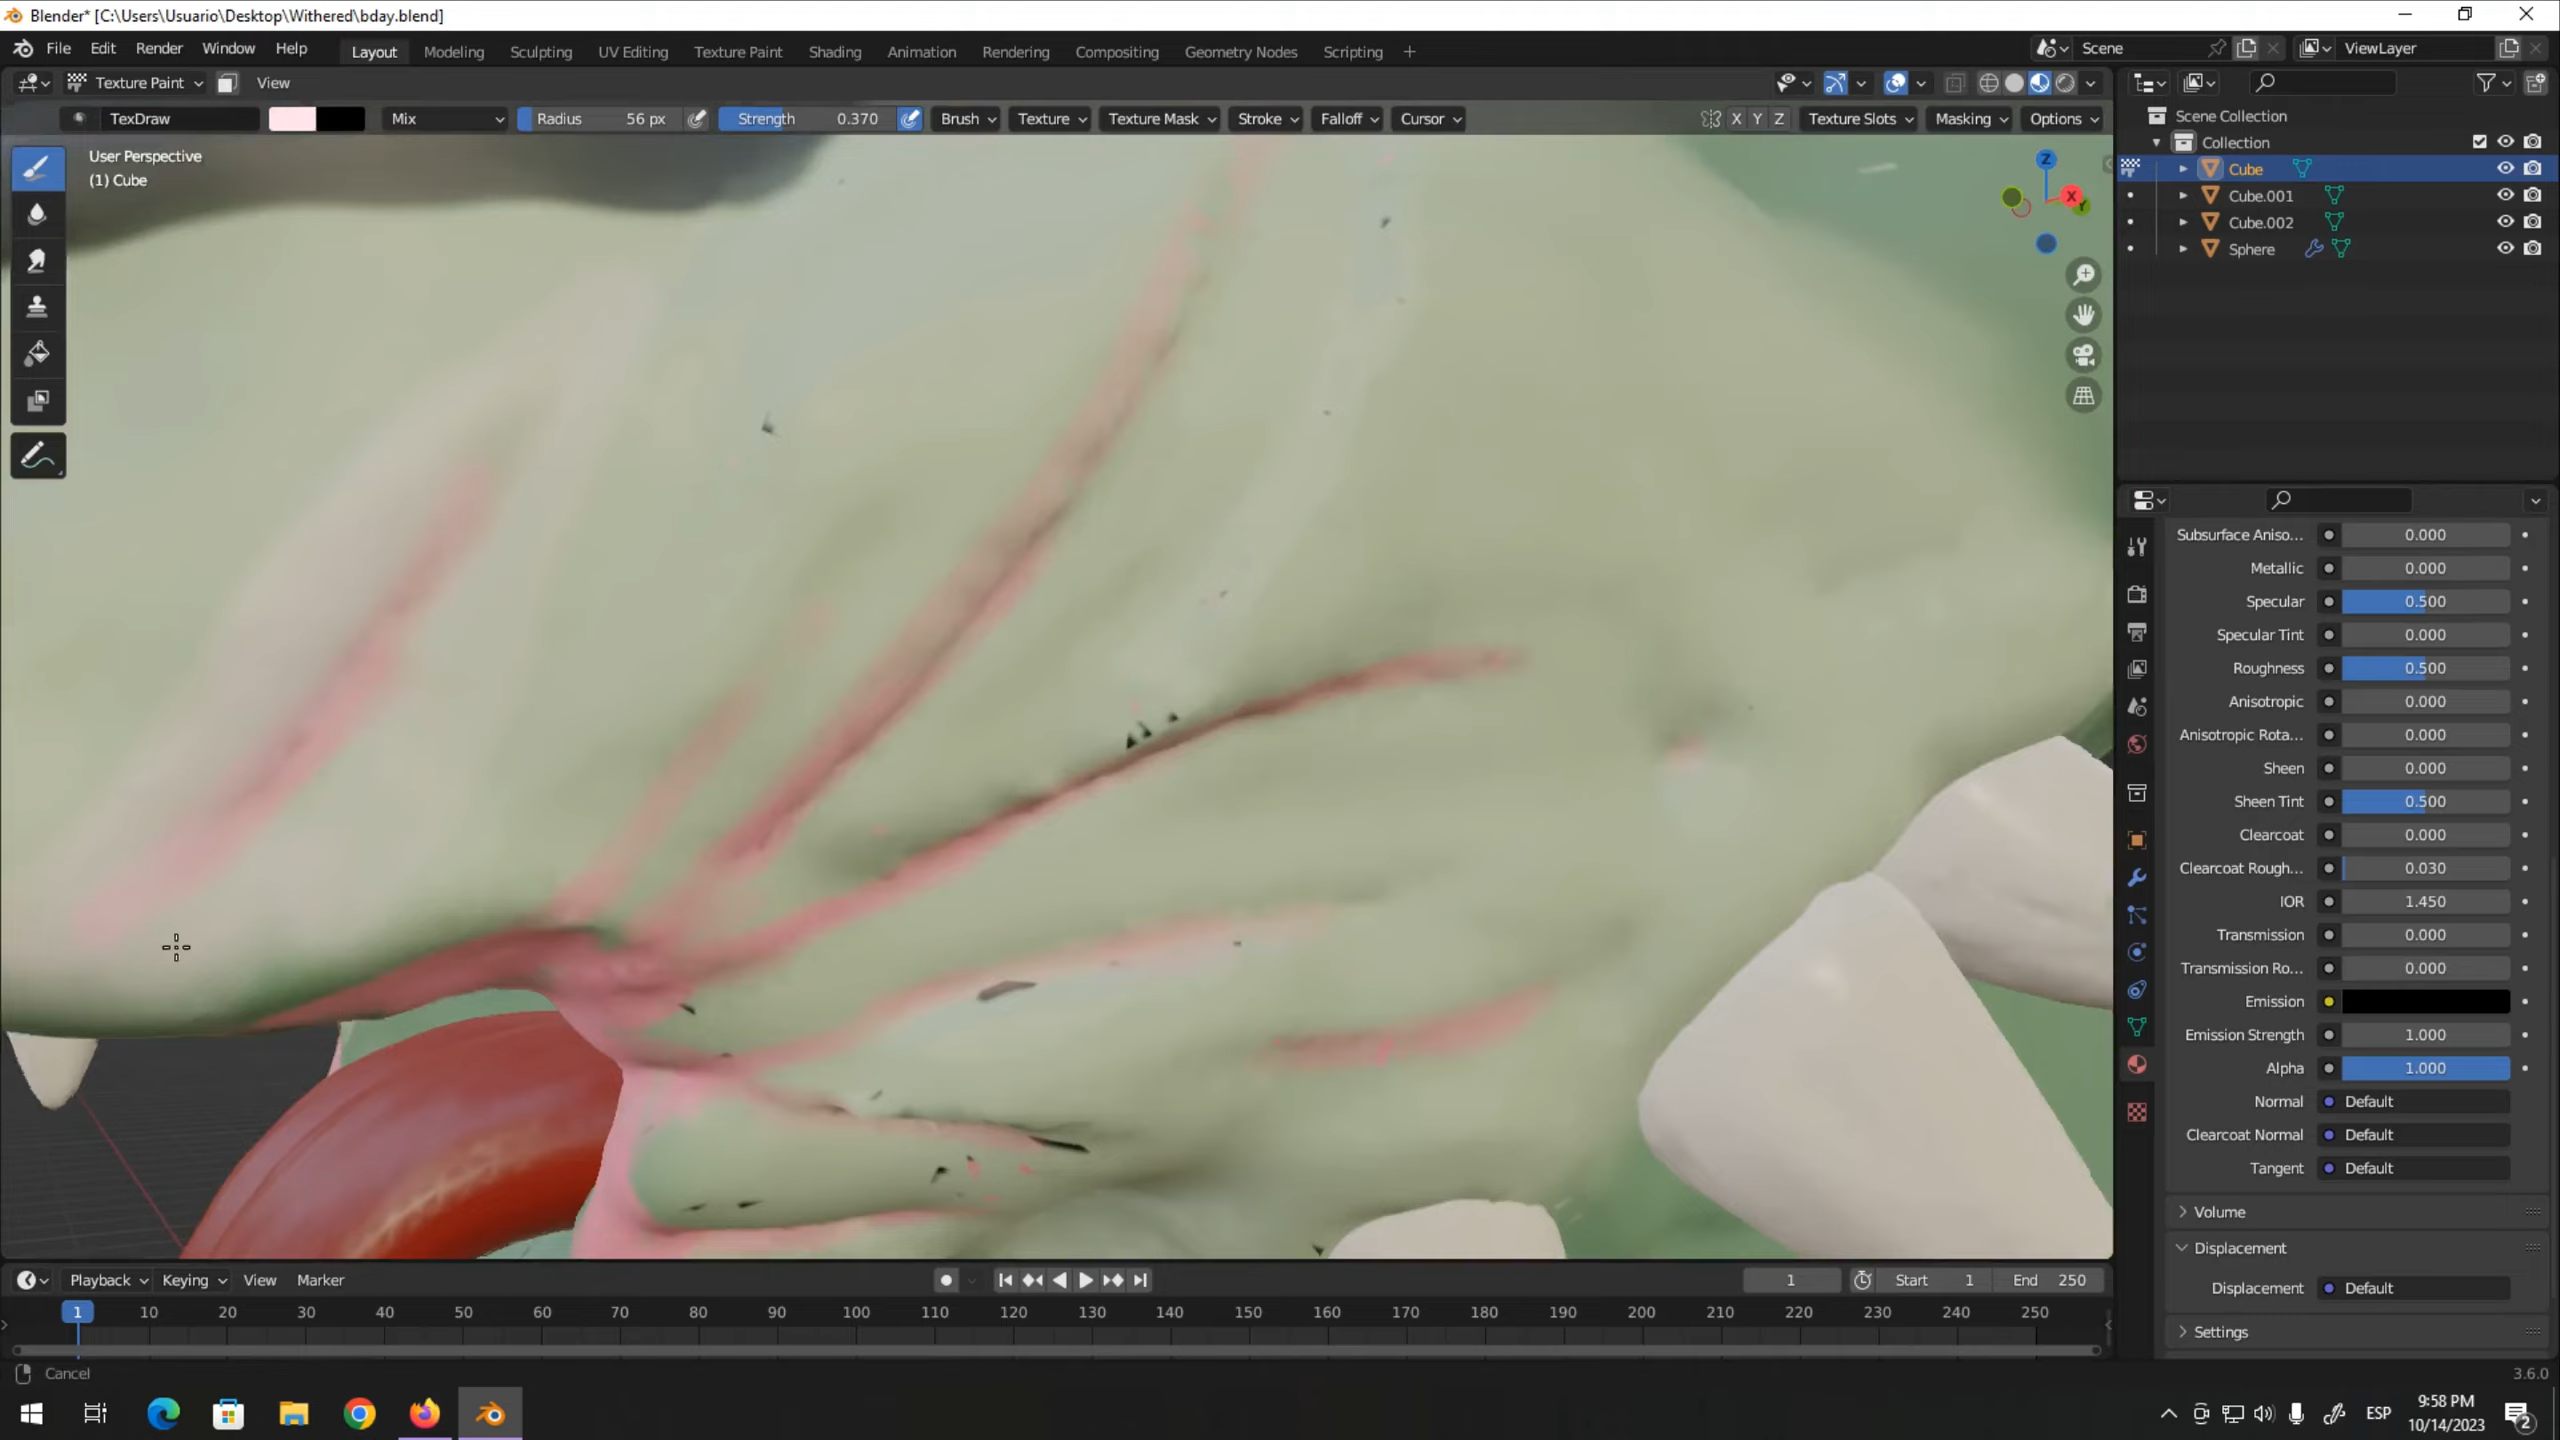 Blender* [C:\Users\Usuario\Desktop\Withered\bday.blend]
File Edit Render Window Help Layout Modeling Sculpting UV Editing Texture Paint Shading Animation Rendering Compositing Geometry Nodes Scripting + Scene ViewLayer
Texture Paint View
TexDraw Mix Radius 56 px Strength 0.370 Brush Texture Texture Mask Stroke Falloff Cursor X Y Z Texture Slots Masking Options
User Perspective
(1) Cube
Z
X
Y
Scene Collection
Collection
Cube
Cube.001
Cube.002
Sphere
Subsurface Aniso... 0.000
Metallic 0.000
Specular 0.500
Specular Tint 0.000
Roughness 0.500
Anisotropic 0.000
Anisotropic Rota... 0.000
Sheen 0.000
Sheen Tint 0.500
Clearcoat 0.000
Clearcoat Rough... 0.030
IOR 1.450
Transmission 0.000
Transmission Ro... 0.000
Emission
Emission Strength 1.000
Alpha 1.000
Normal Default
Clearcoat Normal Default
Tangent Default
Volume
Displacement
Displacement Default
Settings
Playback Keying View Marker 1 Start 1 End 250
1 10 20 30 40 50 60 70 80 90 100 110 120 130 140 150 160 170 180 190 200 210 220 230 240 250
Cancel 3.6.0
ESP 9:58 PM
10/14/2023 2